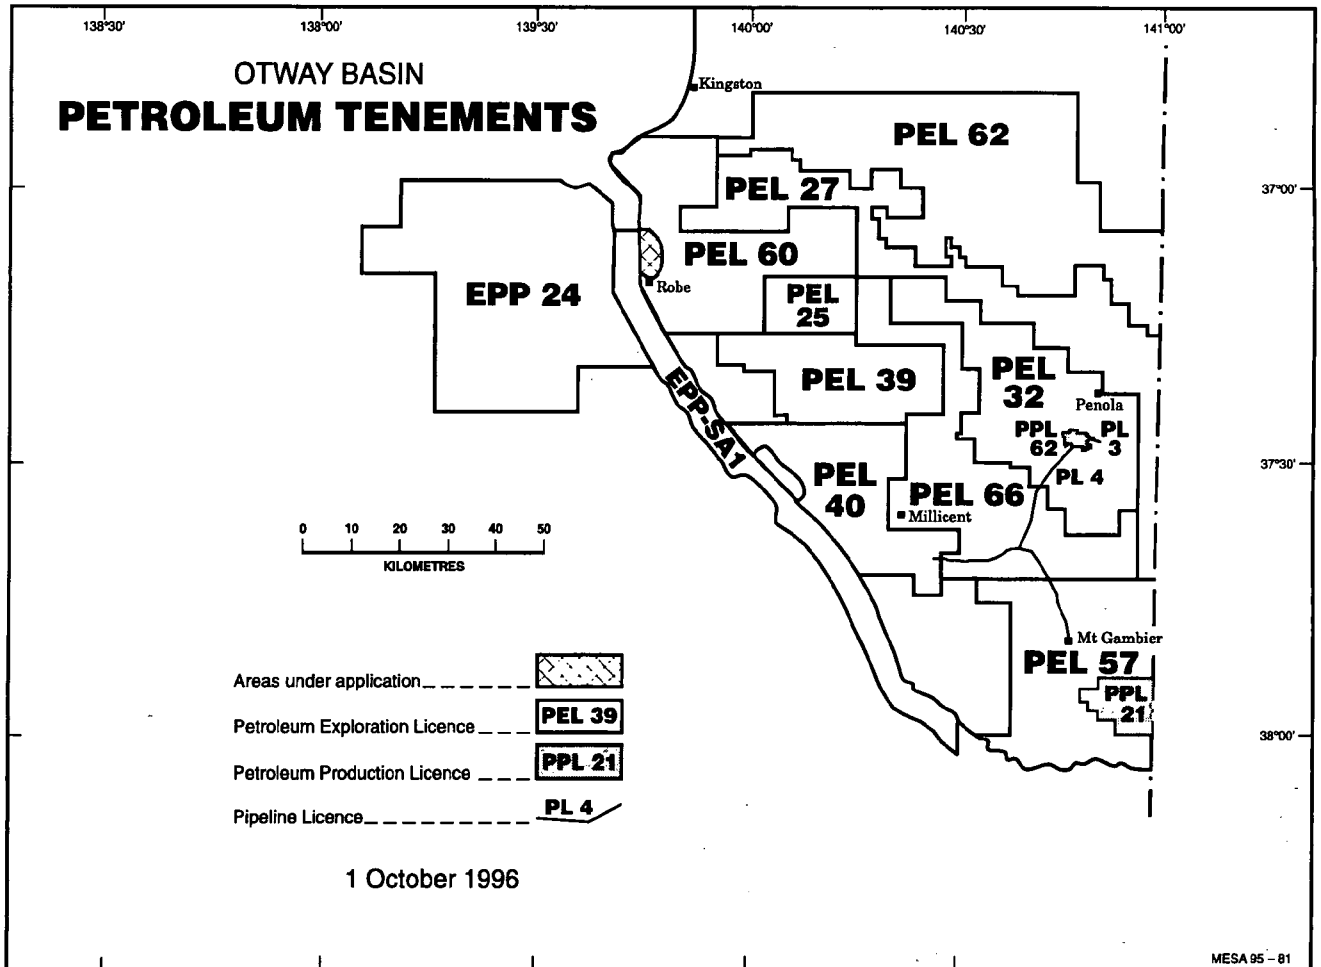 138°30'
138°00'
139°30'
140°00'
140°30'
141°00'
OTWAY BASIN
PETROLEUM TENEMENTS
Kingston
PEL 62
PEL 27
37°00'
PEL 60
EPP 24
Robe
PEL
25
PEL 39
PEL
32
EPP-SA1
Penola
PPL
62
PL
3
37°30'
PL 4
PEL
40
PEL 66
Millicent
0 10 20 30 40 50
KILOMETRES
Mt Gambier
PEL 57
PPL
21
38°00'
Areas under application
Petroleum Exploration Licence
PEL 39
Petroleum Production Licence
PPL 21
Pipeline Licence
PL 4
1 October 1996
MESA 95 – 81